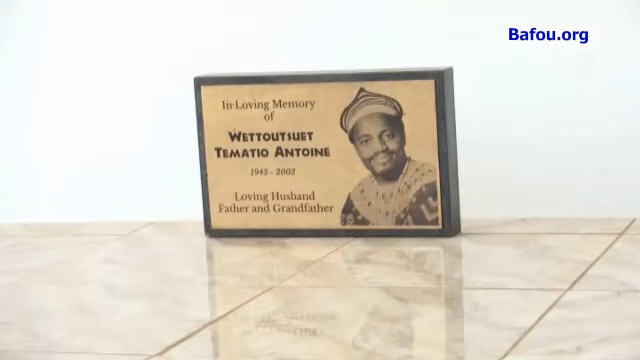 Bafou.org
In Loving Memory
of
WETTOUTSUET
TEMATIO ANTOINE
1943 - 2003
Loving Husband
Father and Grandfather